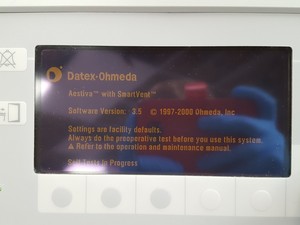 Datex-Ohmeda
Aestiva™ with SmartVent™
Software Version: 3.5 © 1997-2000 Ohmeda, Inc
Settings are facility defaults.
Always do the preoperative test before you use this system.
⚠ Refer to the operation and maintenance manual.
Self Tests in Progress